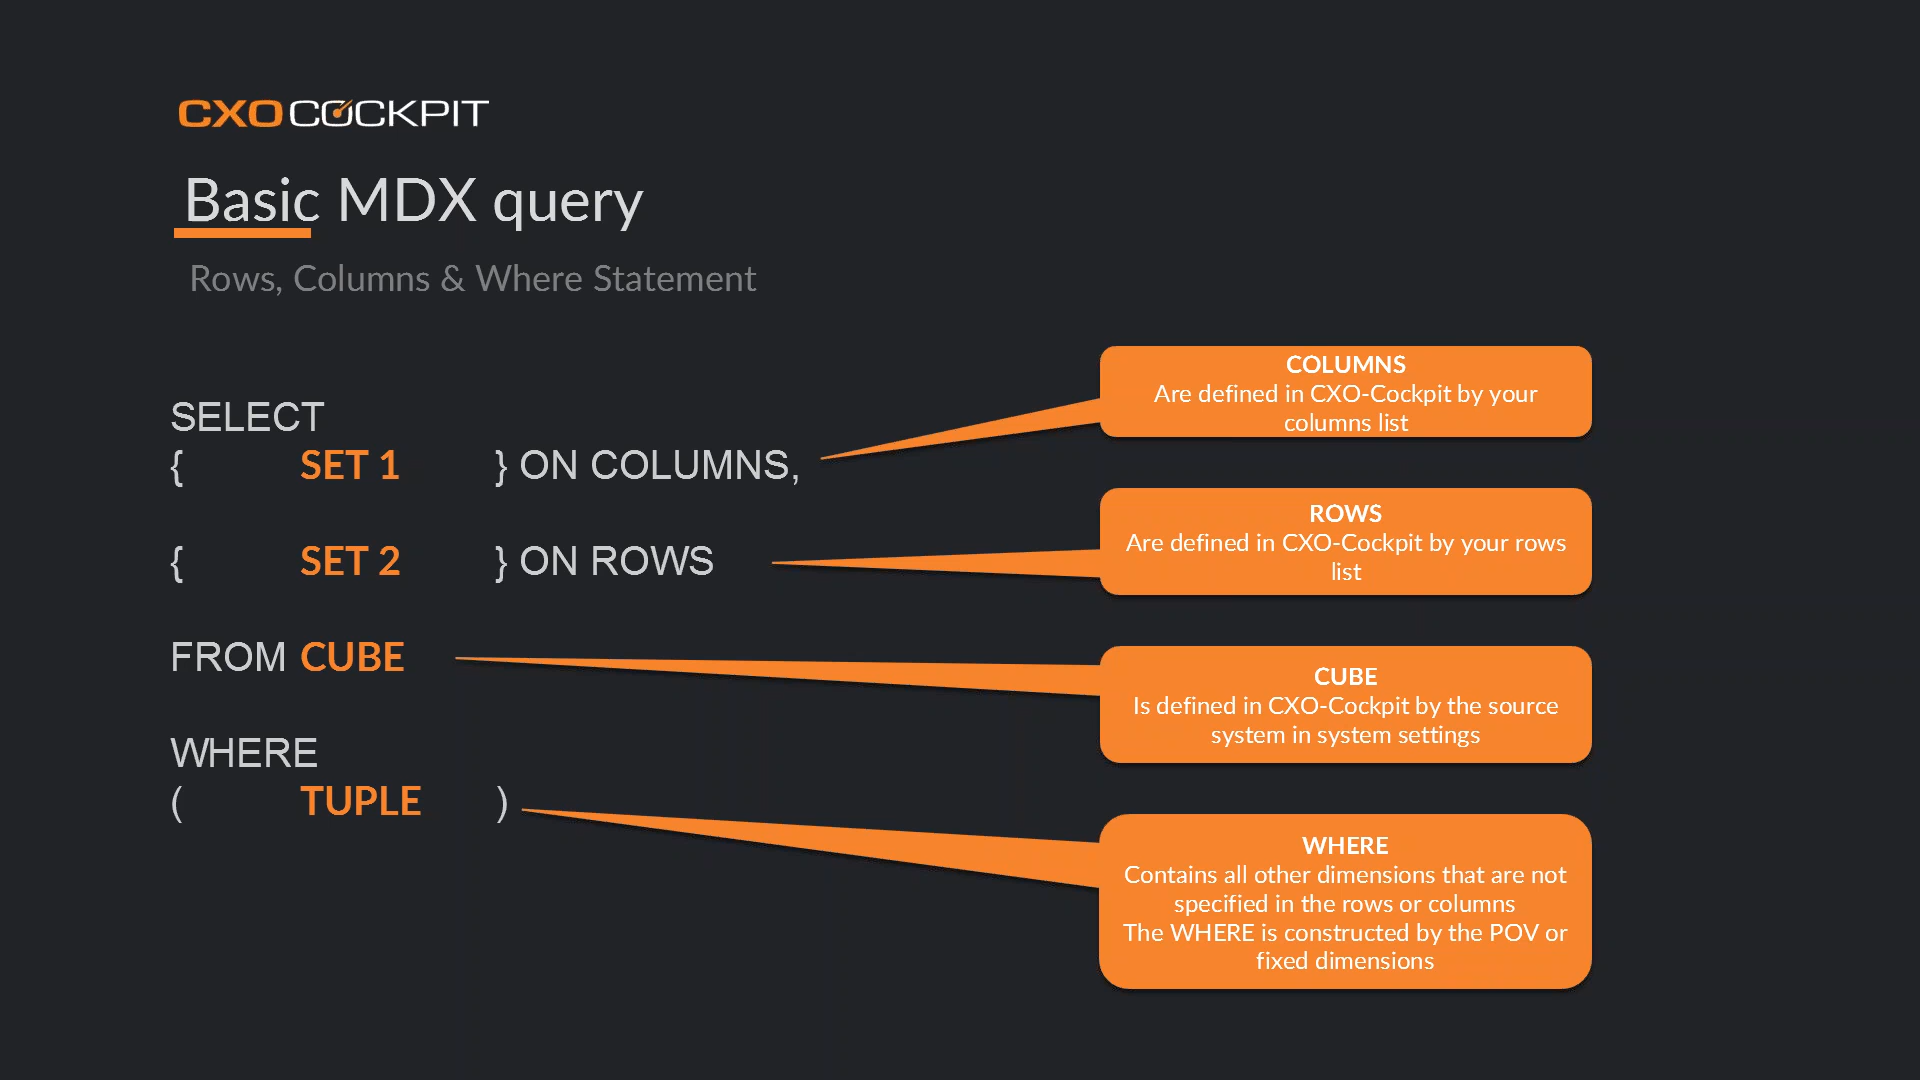 CXOCOCKPIT
Basic MDX query
Rows, Columns & Where Statement
SELECT
{ SET 1 } ON COLUMNS,
{ SET 2 } ON ROWS
FROM CUBE
WHERE
( TUPLE )
COLUMNS
Are defined in CXO-Cockpit by your
columns list
ROWS
Are defined in CXO-Cockpit by your rows
list
CUBE
Is defined in CXO-Cockpit by the source
system in system settings
WHERE
Contains all other dimensions that are not
specified in the rows or columns
The WHERE is constructed by the POV or
fixed dimensions